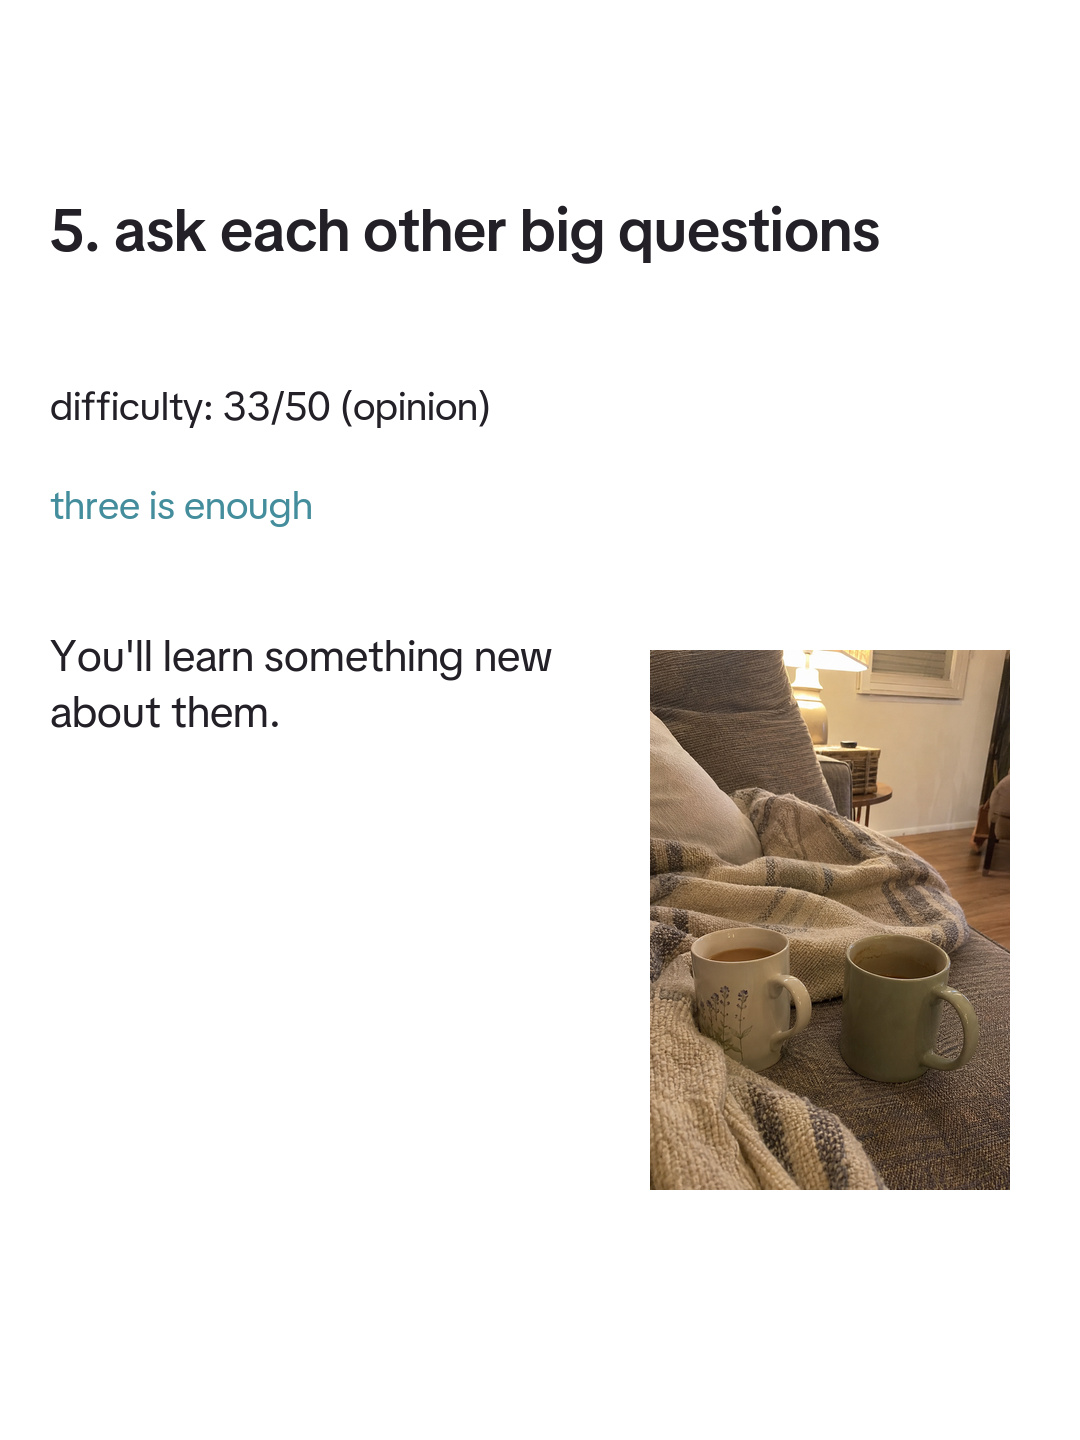 5. ask each other big questions
difficulty: 33/50 (opinion)
three is enough
You'll learn something new
about them.